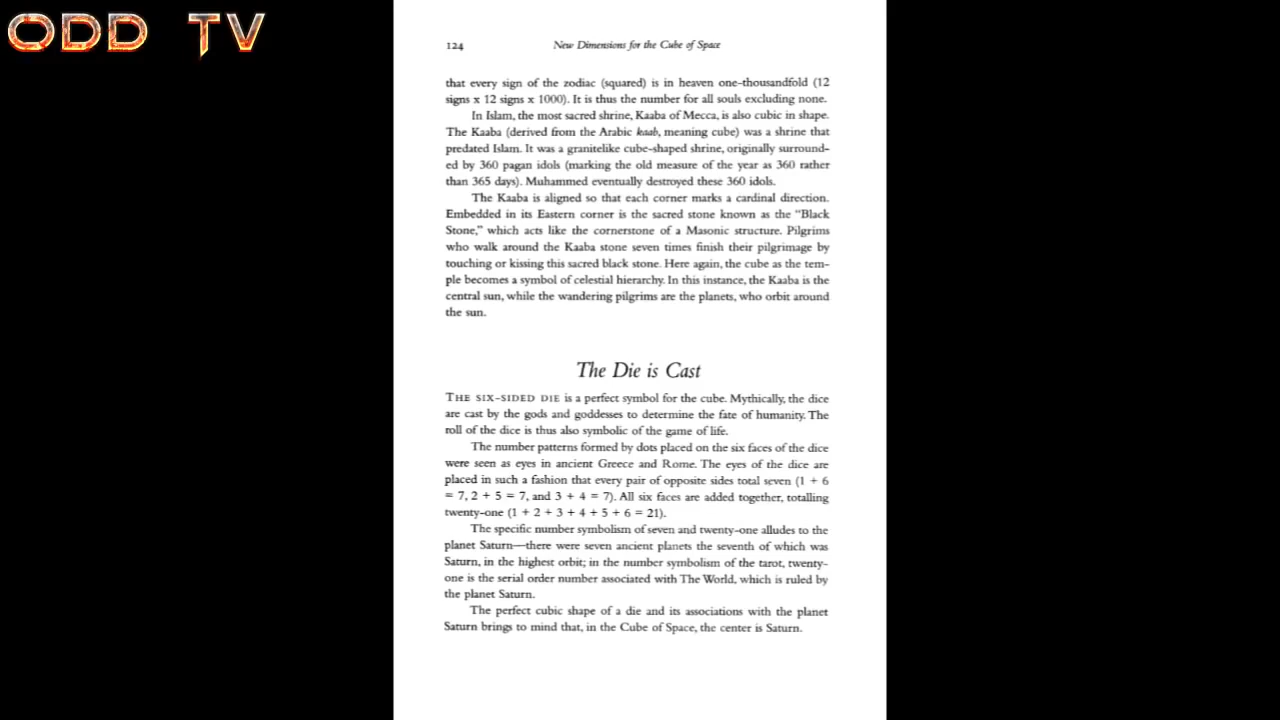 ODD TV
124 New Dimensions for the Cube of Space
that every sign of the zodiac (squared) is in heaven one-thousandfold (12
signs x 12 signs x 1000). It is thus the number for all souls excluding none.
In Islam, the most sacred shrine, Kaaba of Mecca, is also cubic in shape.
The Kaaba (derived from the Arabic kaab, meaning cube) was a shrine that
predated Islam. It was a granitelike cube-shaped shrine, originally surround-
ed by 360 pagan idols (marking the old measure of the year as 360 rather
than 365 days). Muhammed eventually destroyed these 360 idols.
The Kaaba is aligned so that each corner marks a cardinal direction.
Embedded in its Eastern corner is the sacred stone known as the “Black
Stone,” which acts like the cornerstone of a Masonic structure. Pilgrims
who walk around the Kaaba stone seven times finish their pilgrimage by
touching or kissing this sacred black stone. Here again, the cube as the tem-
ple becomes a symbol of celestial hierarchy. In this instance, the Kaaba is the
central sun, while the wandering pilgrims are the planets, who orbit around
the sun.
The Die is Cast
THE SIX-SIDED DIE is a perfect symbol for the cube. Mythically, the dice
are cast by the gods and goddesses to determine the fate of humanity. The
roll of the dice is thus also symbolic of the game of life.
The number patterns formed by dots placed on the six faces of the dice
were seen as eyes in ancient Greece and Rome. The eyes of the dice are
placed in such a fashion that every pair of opposite sides total seven (1 + 6
= 7, 2 + 5 = 7, and 3 + 4 = 7). All six faces are added together, totalling
twenty-one (1 + 2 + 3 + 4 + 5 + 6 = 21).
The specific number symbolism of seven and twenty-one alludes to the
planet Saturn—there were seven ancient planets the seventh of which was
Saturn, in the highest orbit; in the number symbolism of the tarot, twenty-
one is the serial order number associated with The World, which is ruled by
the planet Saturn.
The perfect cubic shape of a die and its associations with the planet
Saturn brings to mind that, in the Cube of Space, the center is Saturn.